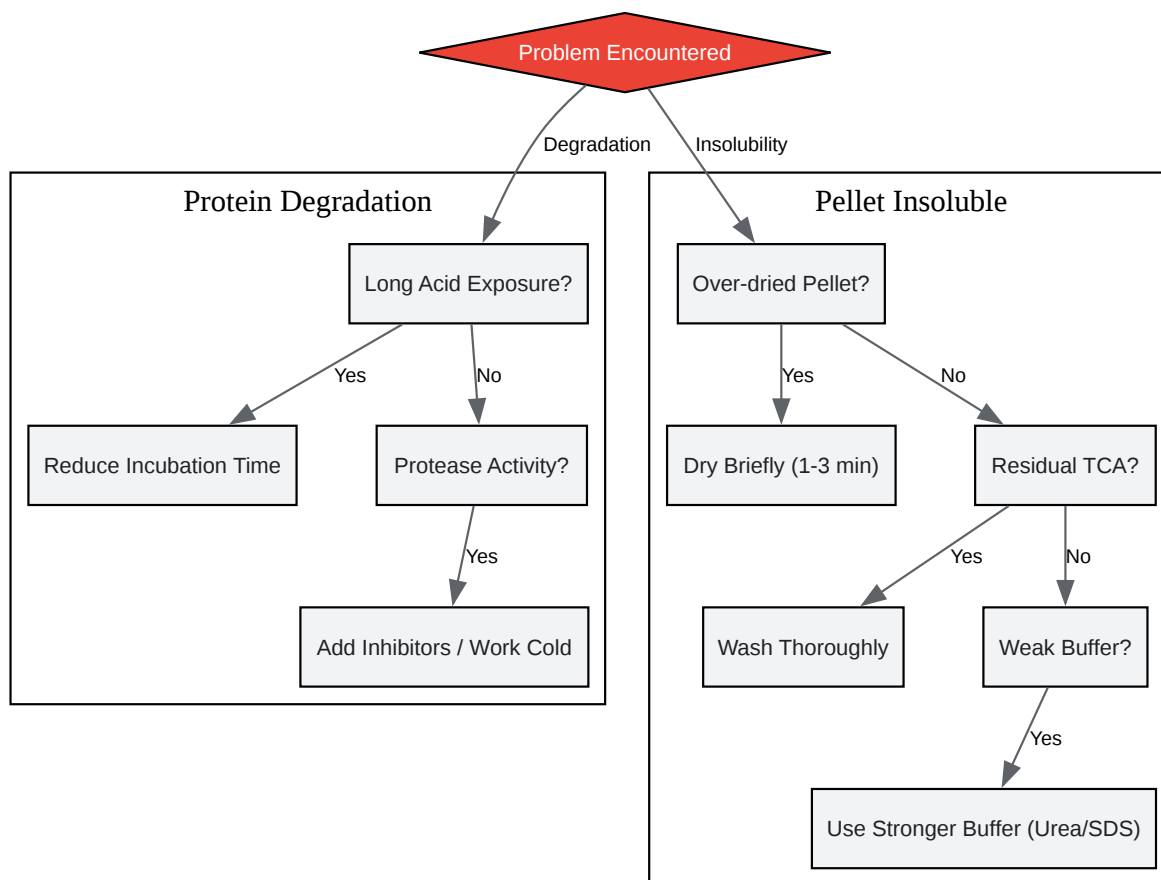 Problem Encountered
Degradation
Insolubility
Protein Degradation
Pellet Insoluble
Long Acid Exposure?
Over-dried Pellet?
Yes
No
Yes
No
Reduce Incubation Time
Protease Activity?
Dry Briefly (1-3 min)
Residual TCA?
Yes
Yes
No
Add Inhibitors / Work Cold
Wash Thoroughly
Weak Buffer?
Yes
Use Stronger Buffer (Urea/SDS)